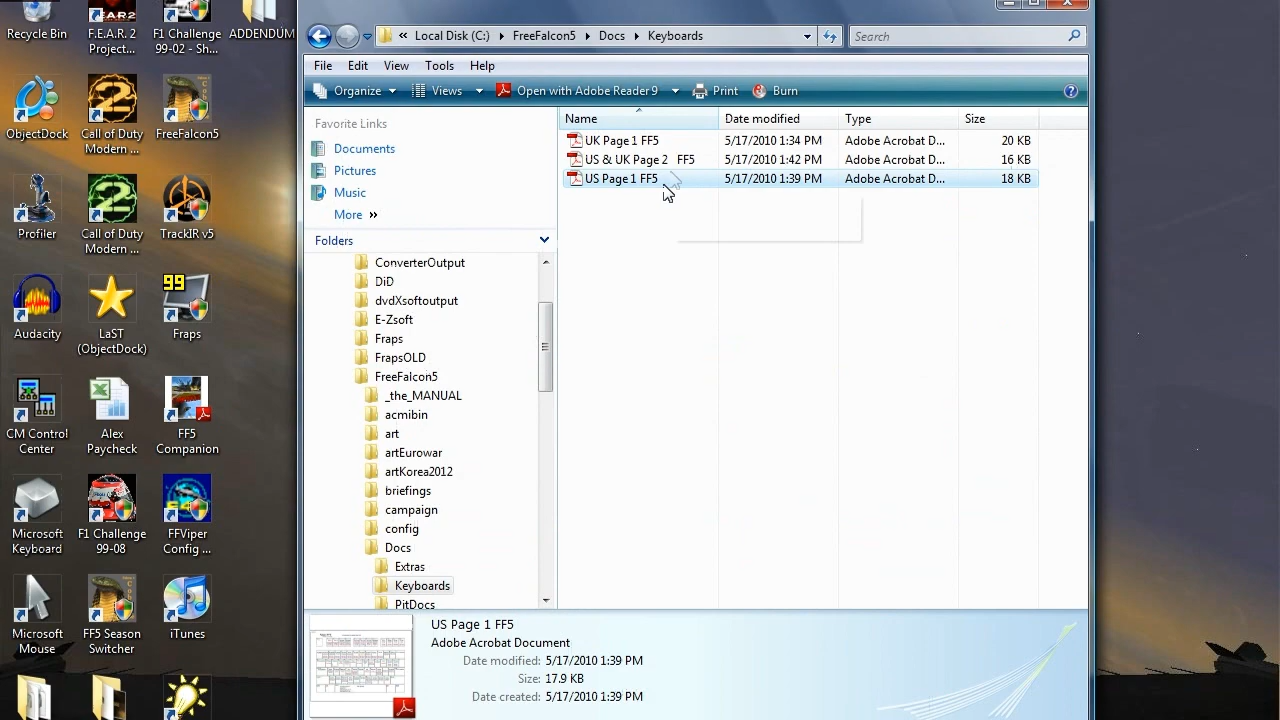 Recycle Bin
F.E.A.R. 2
Project...
F1 Challenge
99-02 - Sh...
ADDENDUM
ObjectDock
Call of Duty
Modern ...
FreeFalcon5
Profiler
Call of Duty
Modern ...
TrackIR v5
Audacity
LaST
(ObjectDock)
99
Fraps
CM Control
Center
Alex
Paycheck
FF5
Companion
Microsoft
Keyboard
F1 Challenge
99-08
FFViper
Config ...
Microsoft
Mouse
FF5 Season
Switcher
iTunes
« Local Disk (C:) FreeFalcon5 Docs Keyboards
Search
File Edit View Tools Help
Organize Views Open with Adobe Reader 9 Print Burn
Favorite Links
Documents
Pictures
Music
More »
Folders
ConverterOutput
DiD
dvdXsoftoutput
E-Zsoft
Fraps
FrapsOLD
FreeFalcon5
_the_MANUAL
acmibin
art
artEurowar
artKorea2012
briefings
campaign
config
Docs
Extras
Keyboards
PitDocs
Name Date modified Type Size
UK Page 1 FF5 5/17/2010 1:34 PM Adobe Acrobat D... 20 KB
US & UK Page 2 FF5 5/17/2010 1:42 PM Adobe Acrobat D... 16 KB
US Page 1 FF5 5/17/2010 1:39 PM Adobe Acrobat D... 18 KB
US Page 1 FF5
Adobe Acrobat Document
Date modified: 5/17/2010 1:39 PM
Size: 17.9 KB
Date created: 5/17/2010 1:39 PM